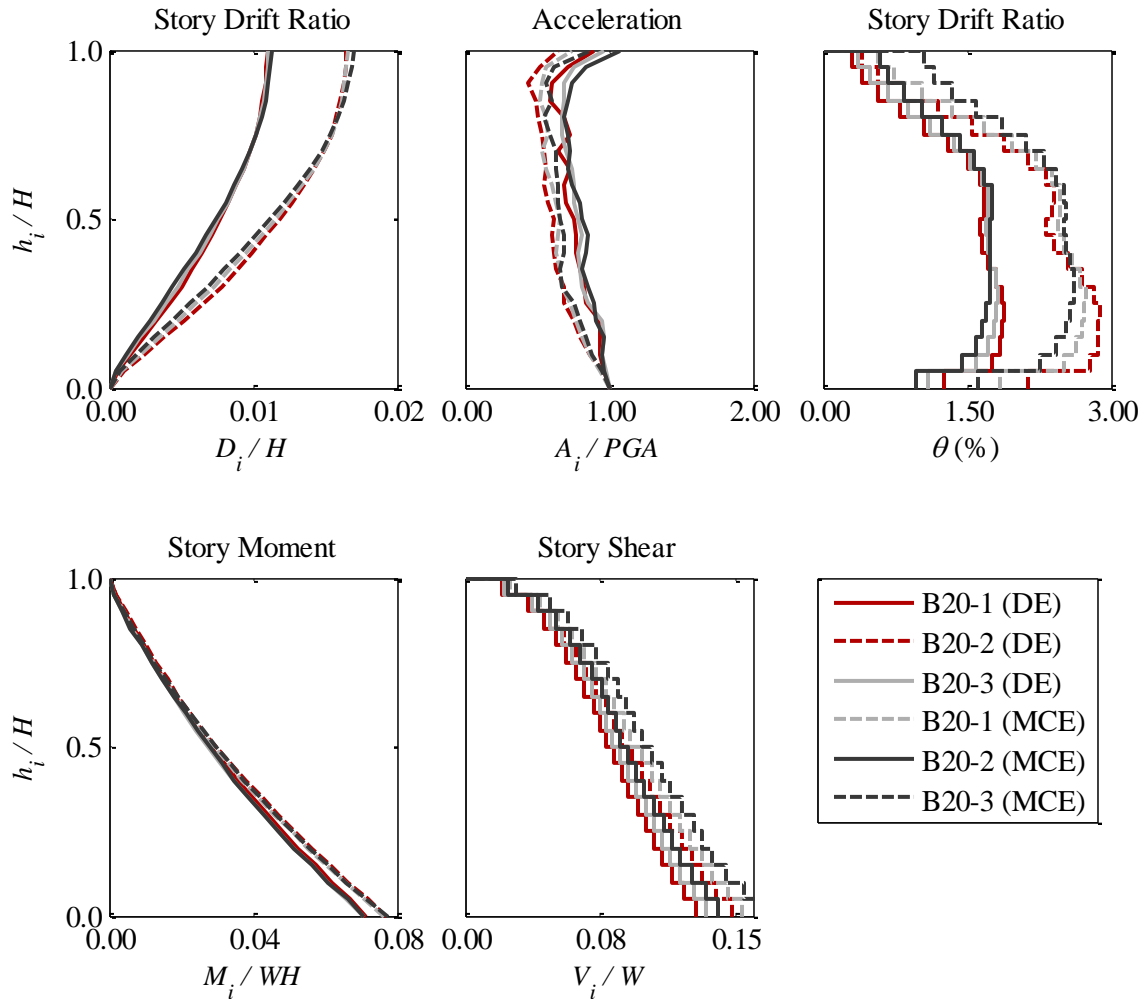 Story Drift Ratio
Acceleration
Story Drift Ratio
1.0
0.5
0.0
h_i / H
0.00 0.01 0.02
D_i / H
0.00 1.00 2.00
A_i / PGA
0.00 1.50 3.00
θ (%)
Story Moment
Story Shear
1.0
0.5
0.0
h_i / H
0.00 0.04 0.08
M_i / WH
0.00 0.08 0.15
V_i / W
B20-1 (DE)
B20-2 (DE)
B20-3 (DE)
B20-1 (MCE)
B20-2 (MCE)
B20-3 (MCE)